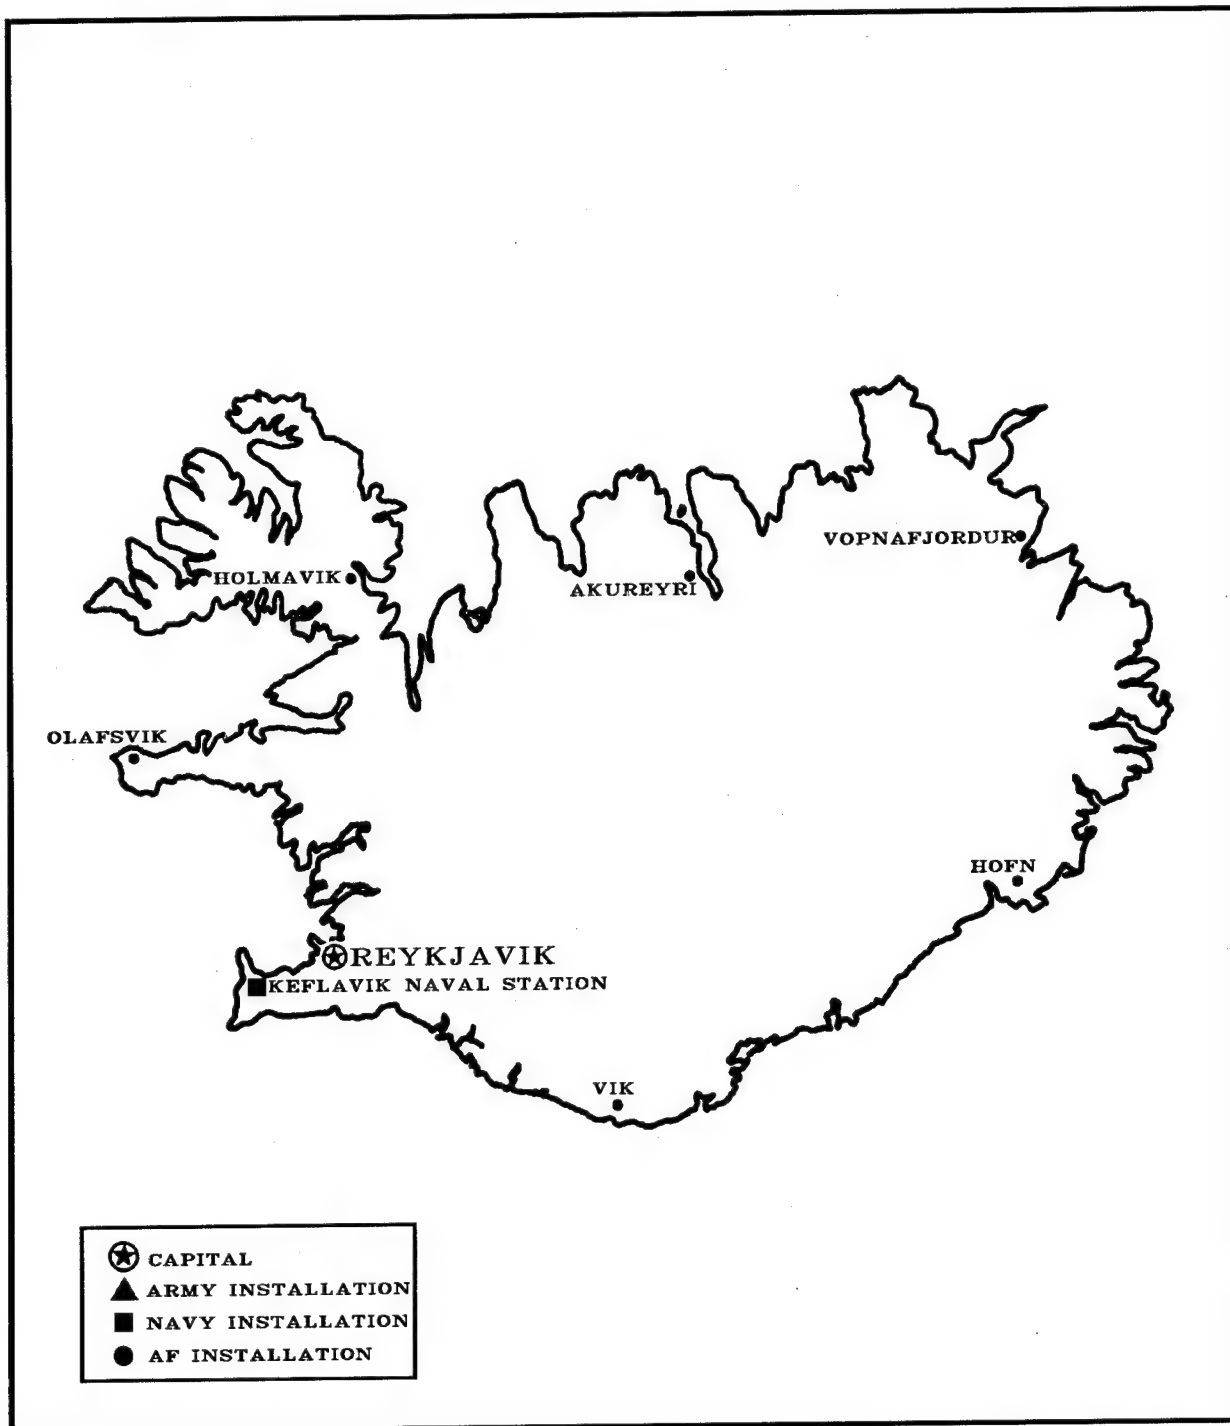 VOPNAFJORDUR
HOLMAVIK
AKUREYRI
OLAFSVIK
HOFN
REYKJAVIK
KEFLAVIK NAVAL STATION
VIK
CAPITAL
ARMY INSTALLATION
NAVY INSTALLATION
AF INSTALLATION